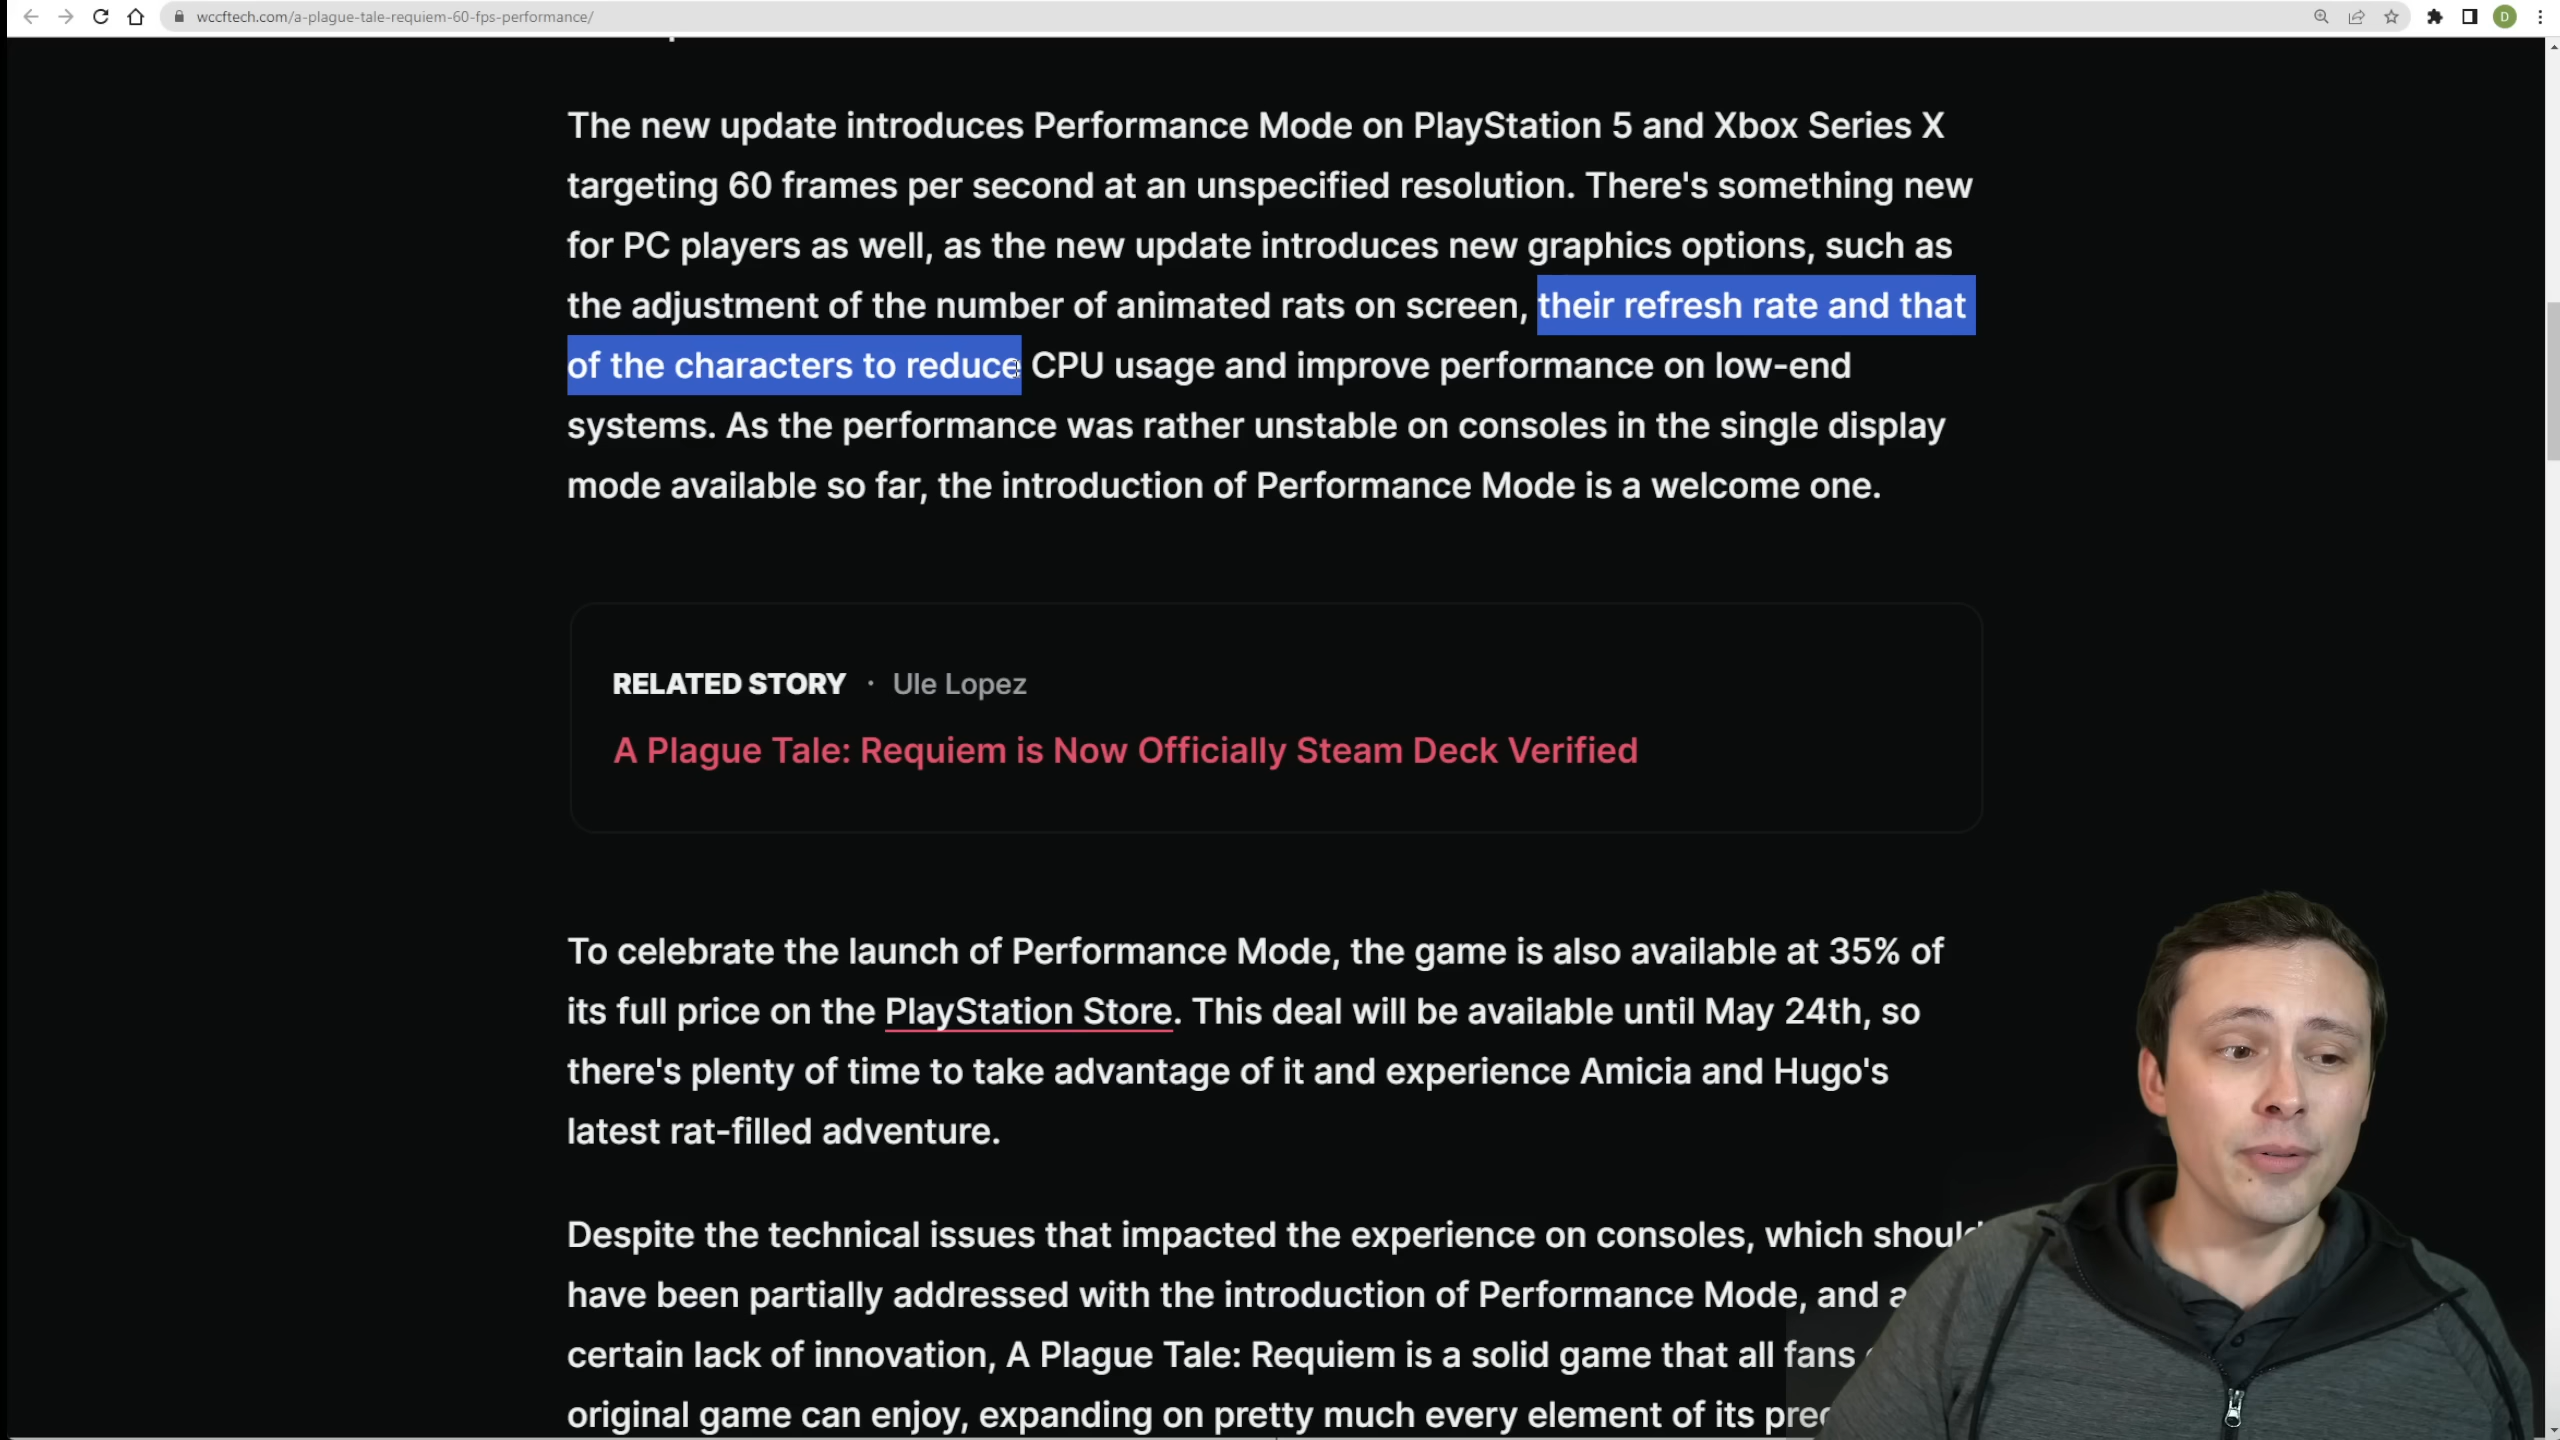 wccftech.com/a-plague-tale-requiem-60-fps-performance/
D
The new update introduces Performance Mode on PlayStation 5 and Xbox Series X
targeting 60 frames per second at an unspecified resolution. There's something new
for PC players as well, as the new update introduces new graphics options, such as
the adjustment of the number of animated rats on screen, their refresh rate and that
of the characters to reduce CPU usage and improve performance on low-end
systems. As the performance was rather unstable on consoles in the single display
mode available so far, the introduction of Performance Mode is a welcome one.
RELATED STORY · Ule Lopez
A Plague Tale: Requiem is Now Officially Steam Deck Verified
To celebrate the launch of Performance Mode, the game is also available at 35% of
its full price on the PlayStation Store. This deal will be available until May 24th, so
there's plenty of time to take advantage of it and experience Amicia and Hugo's
latest rat-filled adventure.
Despite the technical issues that impacted the experience on consoles, which
have been partially addressed with the introduction of Performance Mode, and a
certain lack of innovation, A Plague Tale: Requiem is a solid game that all fans
original game can enjoy, expanding on pretty much every element of its